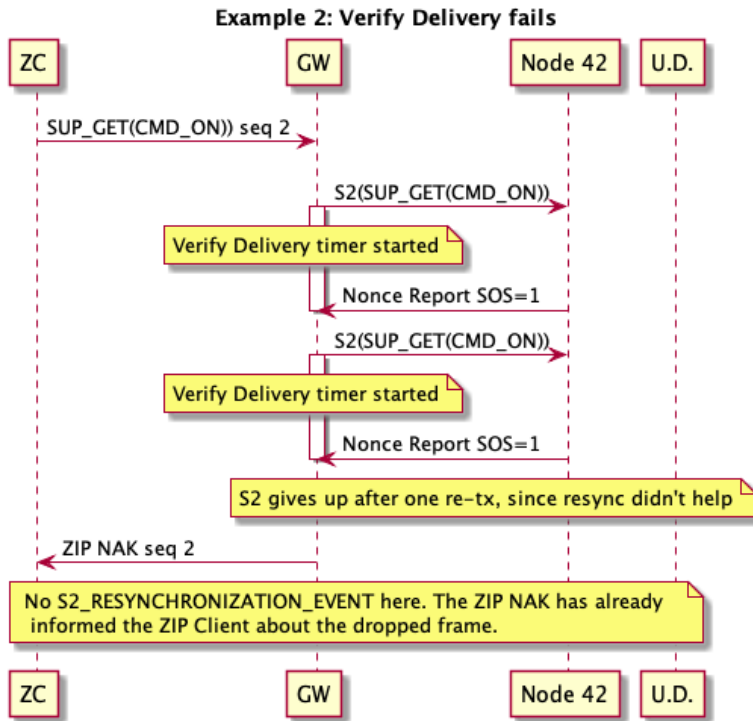 Example 2: Verify Delivery fails
ZC GW Node 42 U.D.
SUP_GET(CMD_ON)) seq 2
S2(SUP_GET(CMD_ON))
Verify Delivery timer started
Nonce Report SOS=1
S2(SUP_GET(CMD_ON))
Verify Delivery timer started
Nonce Report SOS=1
S2 gives up after one re-tx, since resync didn't help
ZIP NAK seq 2
No S2_RESYNCHRONIZATION_EVENT here. The ZIP NAK has already
informed the ZIP Client about the dropped frame.
ZC GW Node 42 U.D.